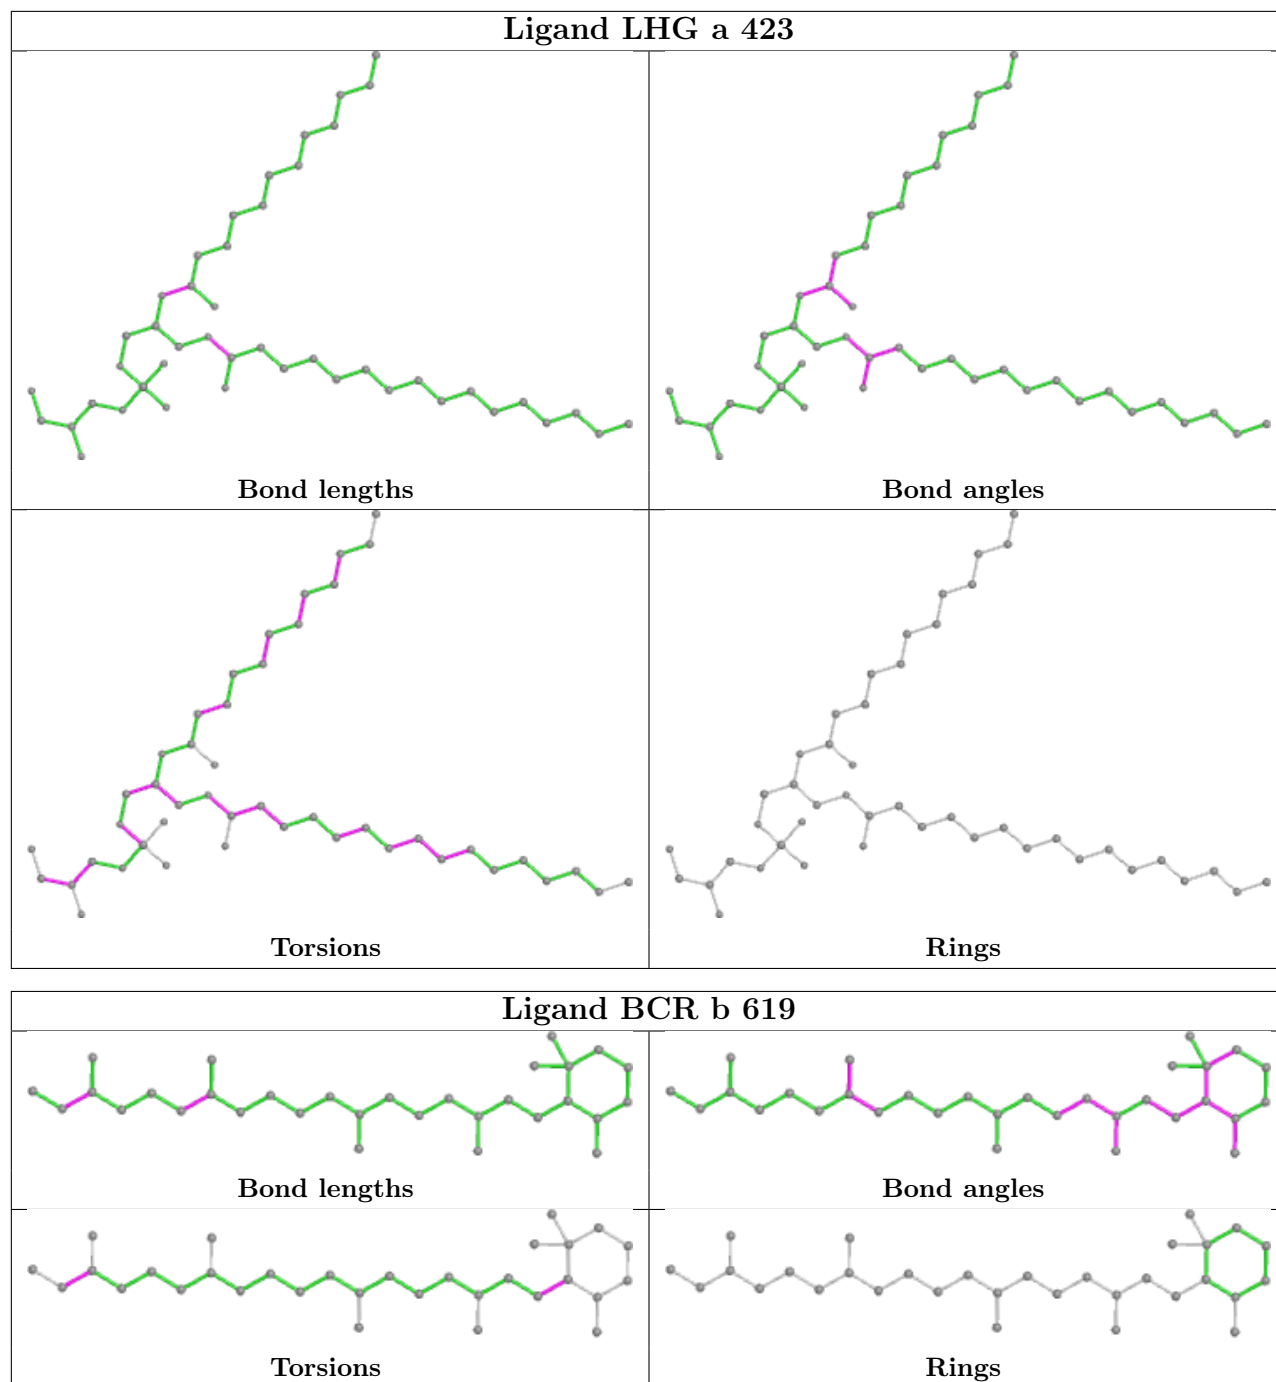 Ligand LHG a 423
Bond lengths
Bond angles
Torsions
Rings
Ligand BCR b 619
Bond lengths
Bond angles
Torsions
Rings